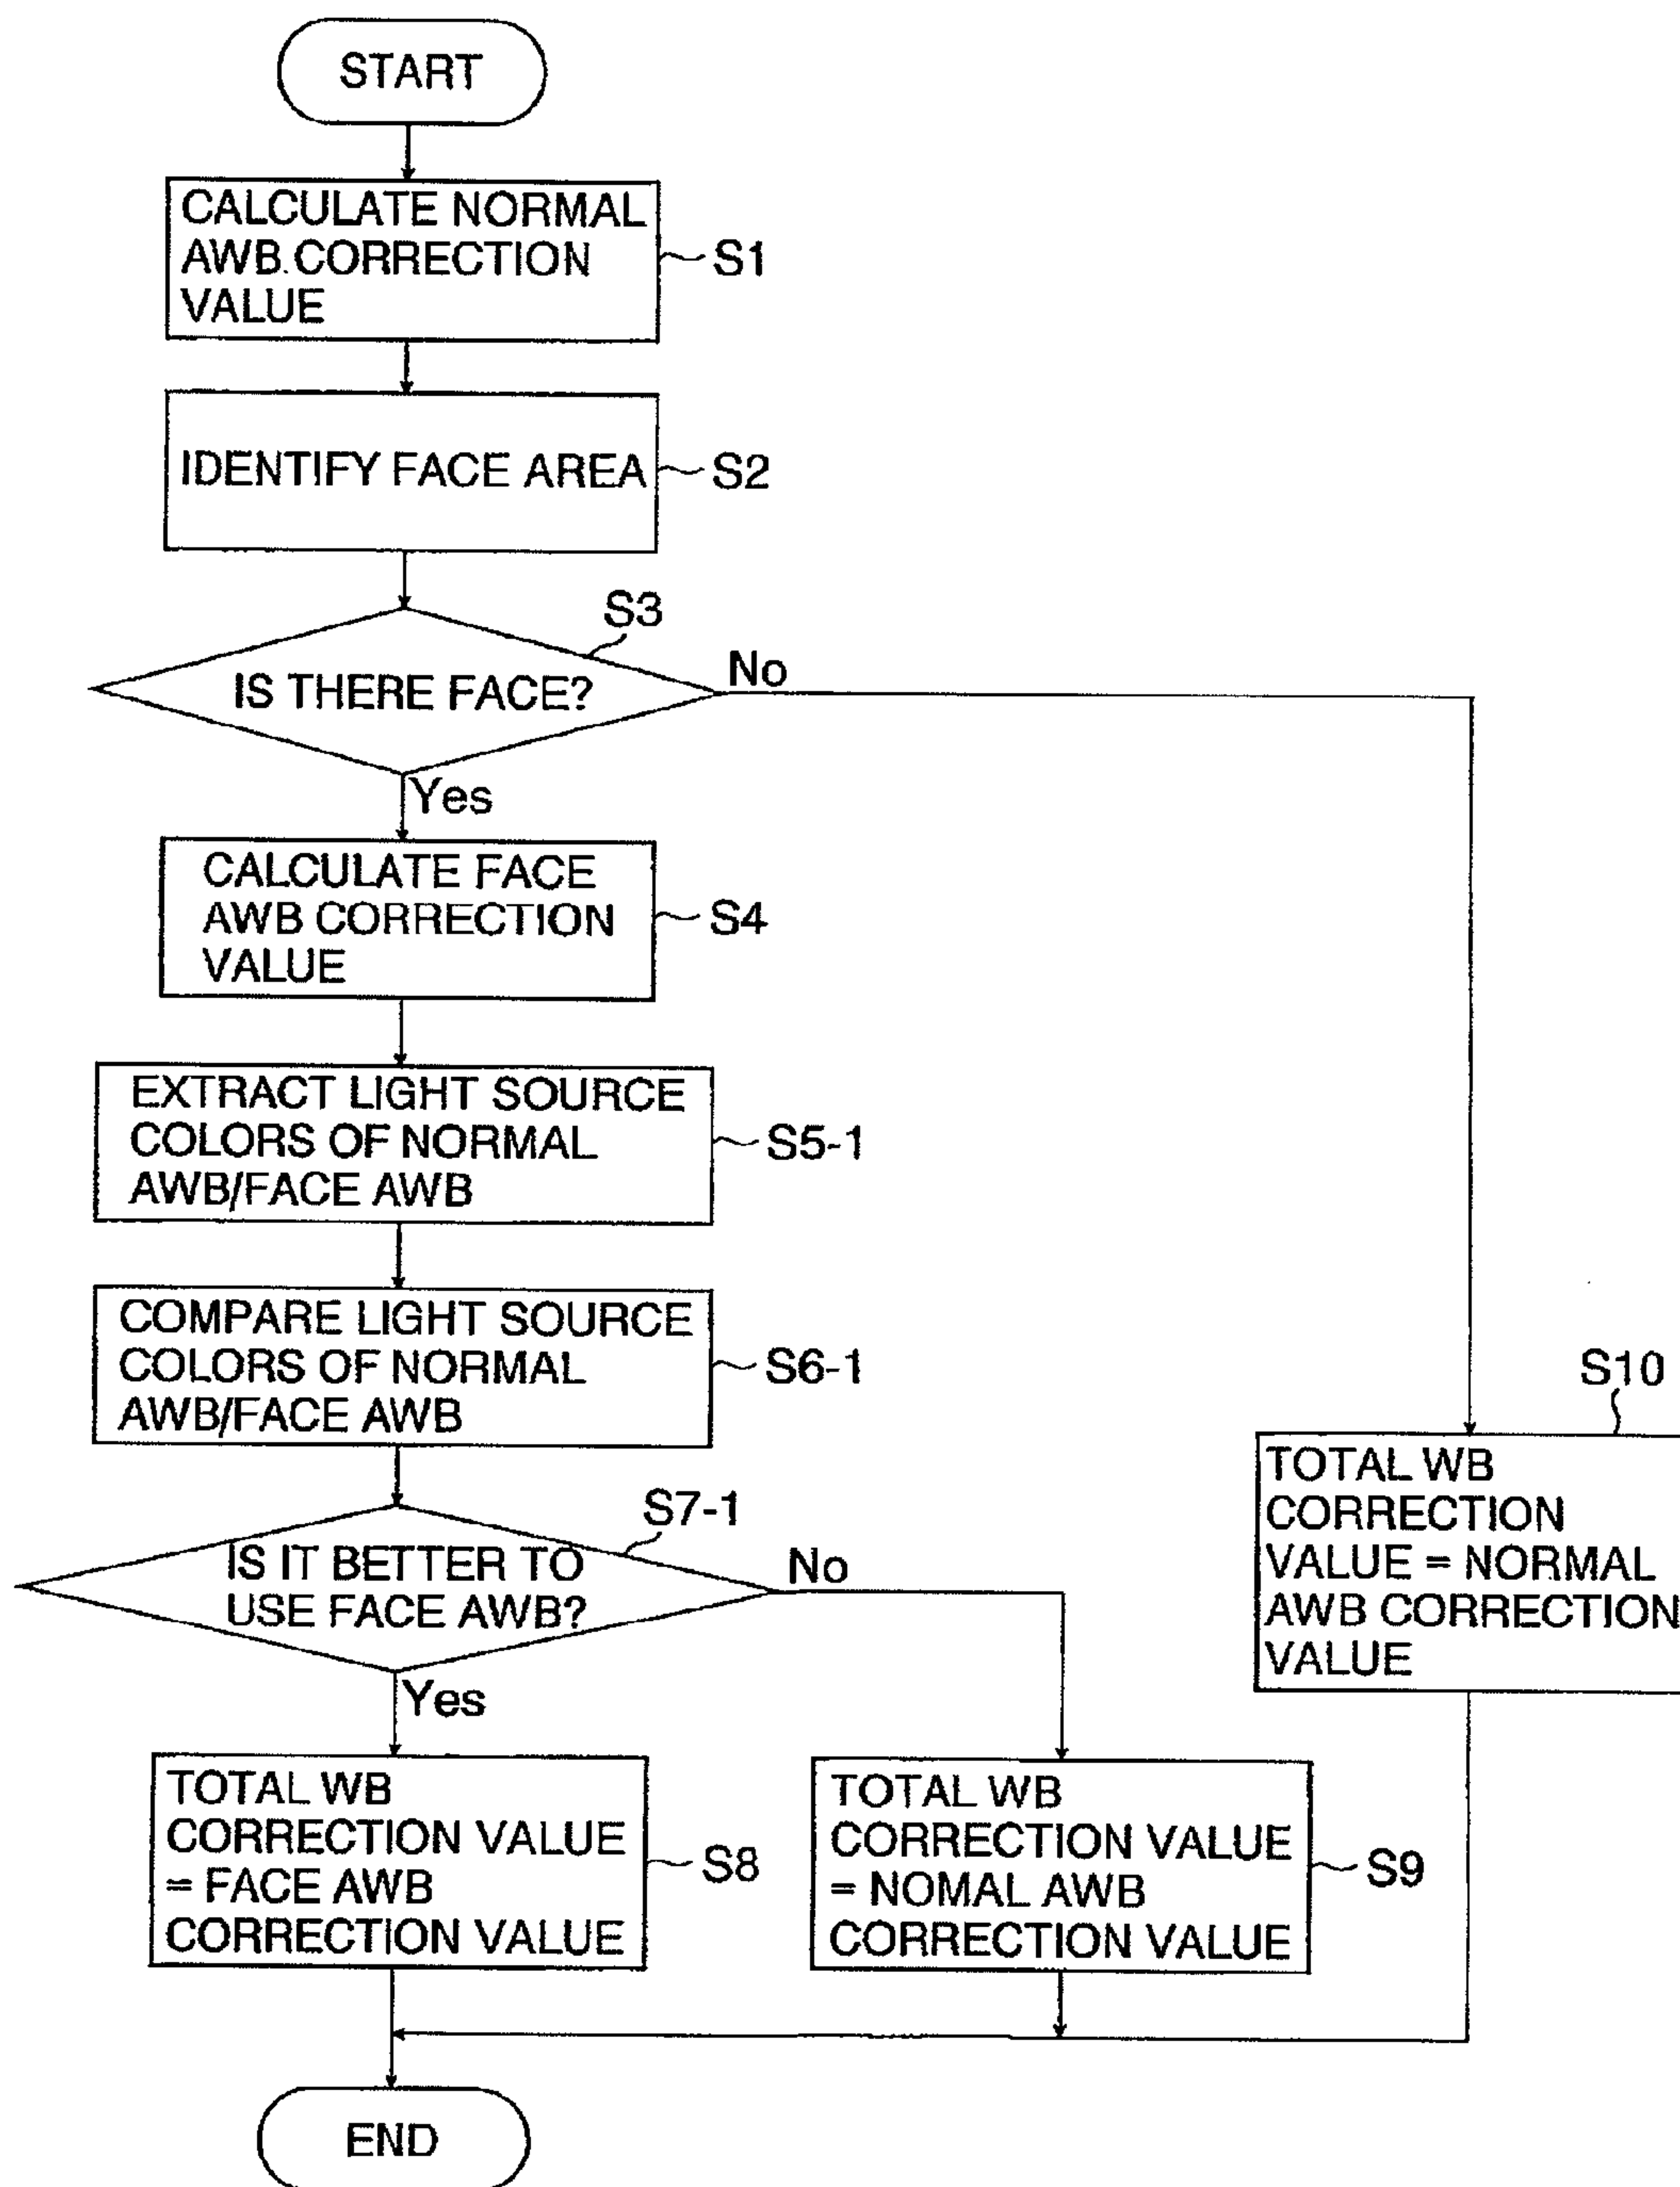 START
CALCULATE NORMAL
AWB CORRECTION
VALUE
S1
IDENTIFY FACE AREA
S2
S3
IS THERE FACE?
No
Yes
CALCULATE FACE
AWB CORRECTION
VALUE
S4
EXTRACT LIGHT SOURCE
COLORS OF NORMAL
AWB/FACE AWB
S5-1
COMPARE LIGHT SOURCE
COLORS OF NORMAL
AWB/FACE AWB
S6-1
S7-1
IS IT BETTER TO
USE FACE AWB?
No
Yes
TOTAL WB
CORRECTION VALUE
= FACE AWB
CORRECTION VALUE
S8
TOTAL WB
CORRECTION VALUE
= NOMAL AWB
CORRECTION VALUE
S9
S10
TOTAL WB
CORRECTION
VALUE = NORMAL
AWB CORRECTION
VALUE
END